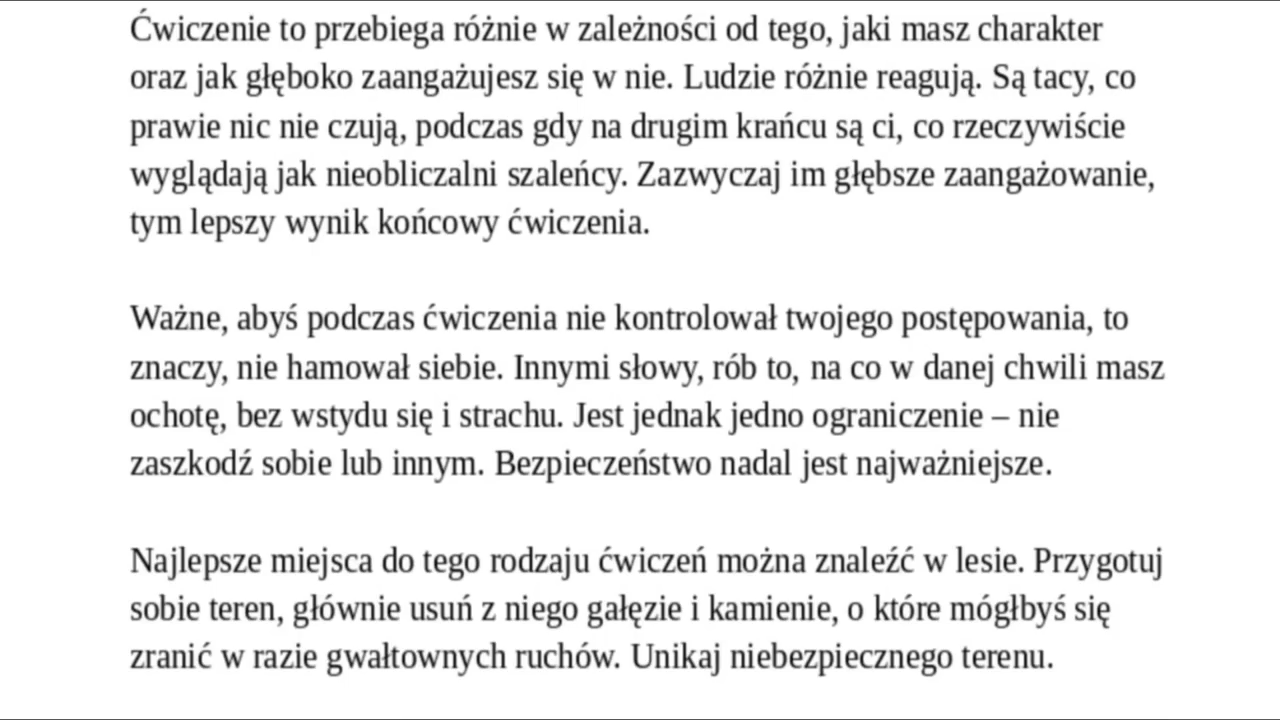 Ćwiczenie to przebiega różnie w zależności od tego, jaki masz charakter
oraz jak głęboko zaangażujesz się w nie. Ludzie różnie reagują. Są tacy, co
prawie nic nie czują, podczas gdy na drugim krańcu są ci, co rzeczywiście
wyglądają jak nieobliczalni szaleńcy. Zazwyczaj im głębsze zaangażowanie,
tym lepszy wynik końcowy ćwiczenia.
Ważne, abyś podczas ćwiczenia nie kontrolował twojego postępowania, to
znaczy, nie hamował siebie. Innymi słowy, rób to, na co w danej chwili masz
ochotę, bez wstydu się i strachu. Jest jednak jedno ograniczenie – nie
zaszkodź sobie lub innym. Bezpieczeństwo nadal jest najważniejsze.
Najlepsze miejsca do tego rodzaju ćwiczeń można znaleźć w lesie. Przygotuj
sobie teren, głównie usuń z niego gałęzie i kamienie, o które mógłbyś się
zranić w razie gwałtownych ruchów. Unikaj niebezpiecznego terenu.